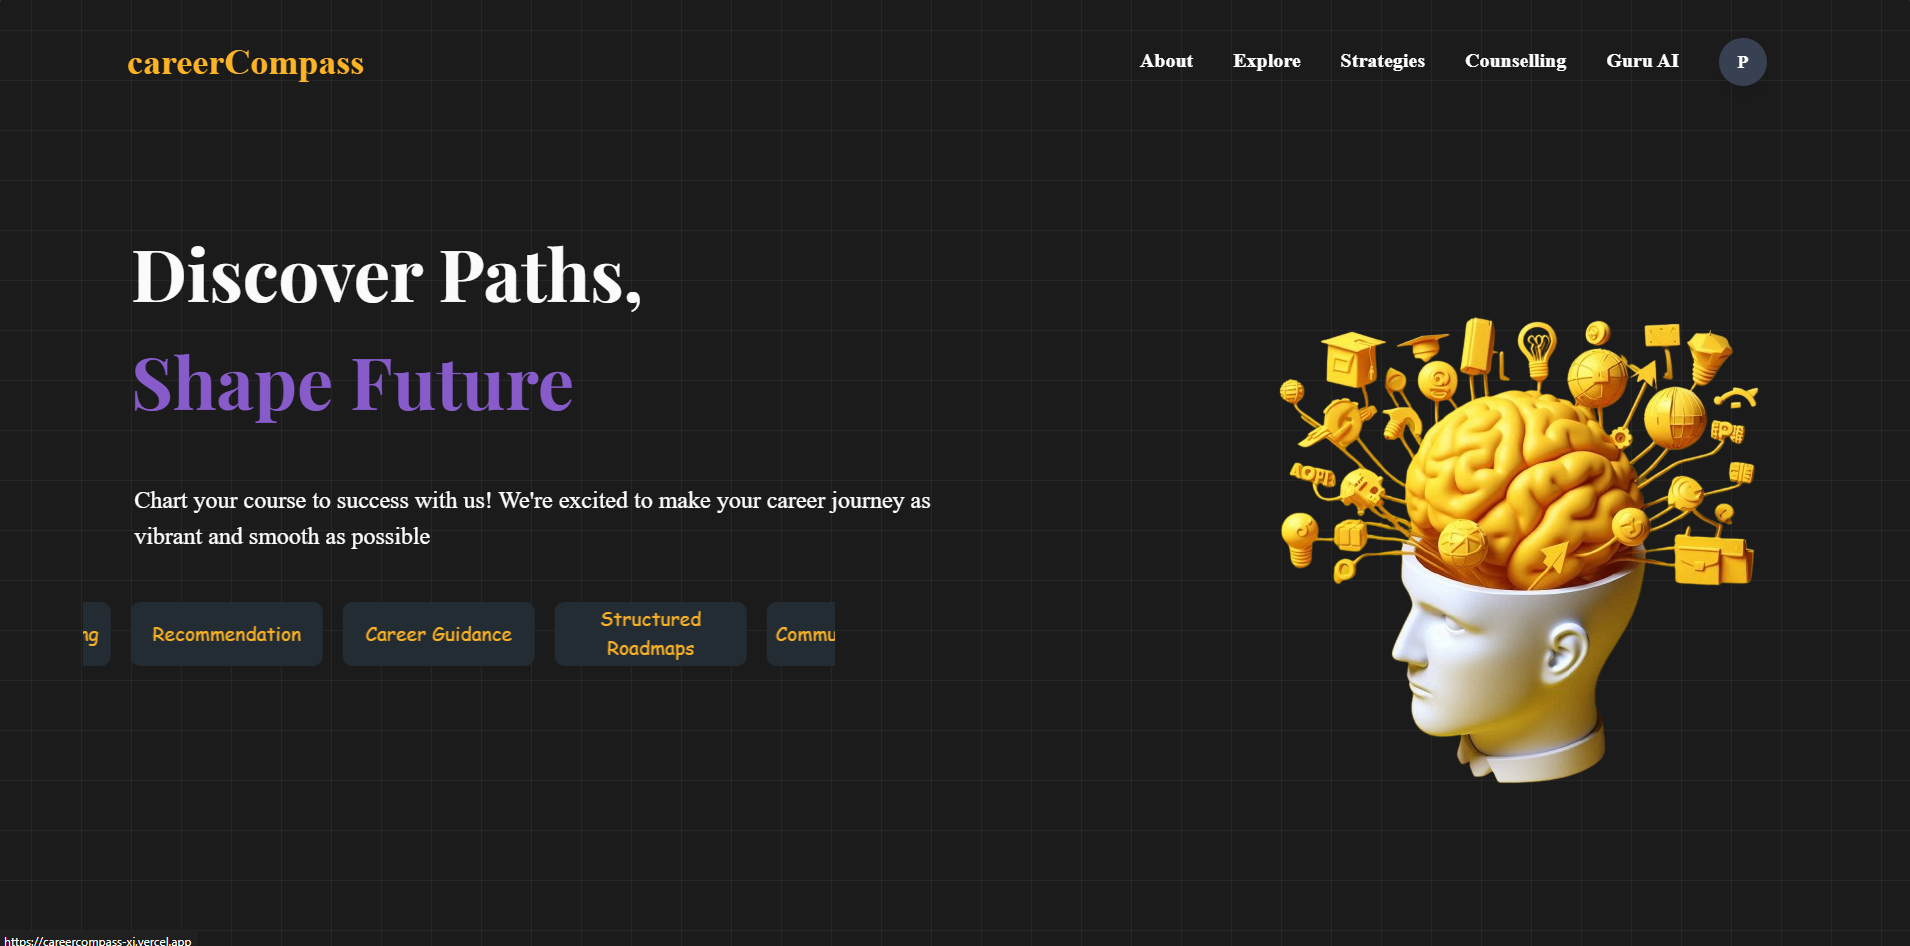 careerCompass
About Explore Strategies Counselling Guru AI P
Discover Paths,
Shape Future
Chart your course to success with us! We're excited to make your career journey as
vibrant and smooth as possible
ng Recommendation Career Guidance Structured Roadmaps Commu
https://careercompass-xi.vercel.app